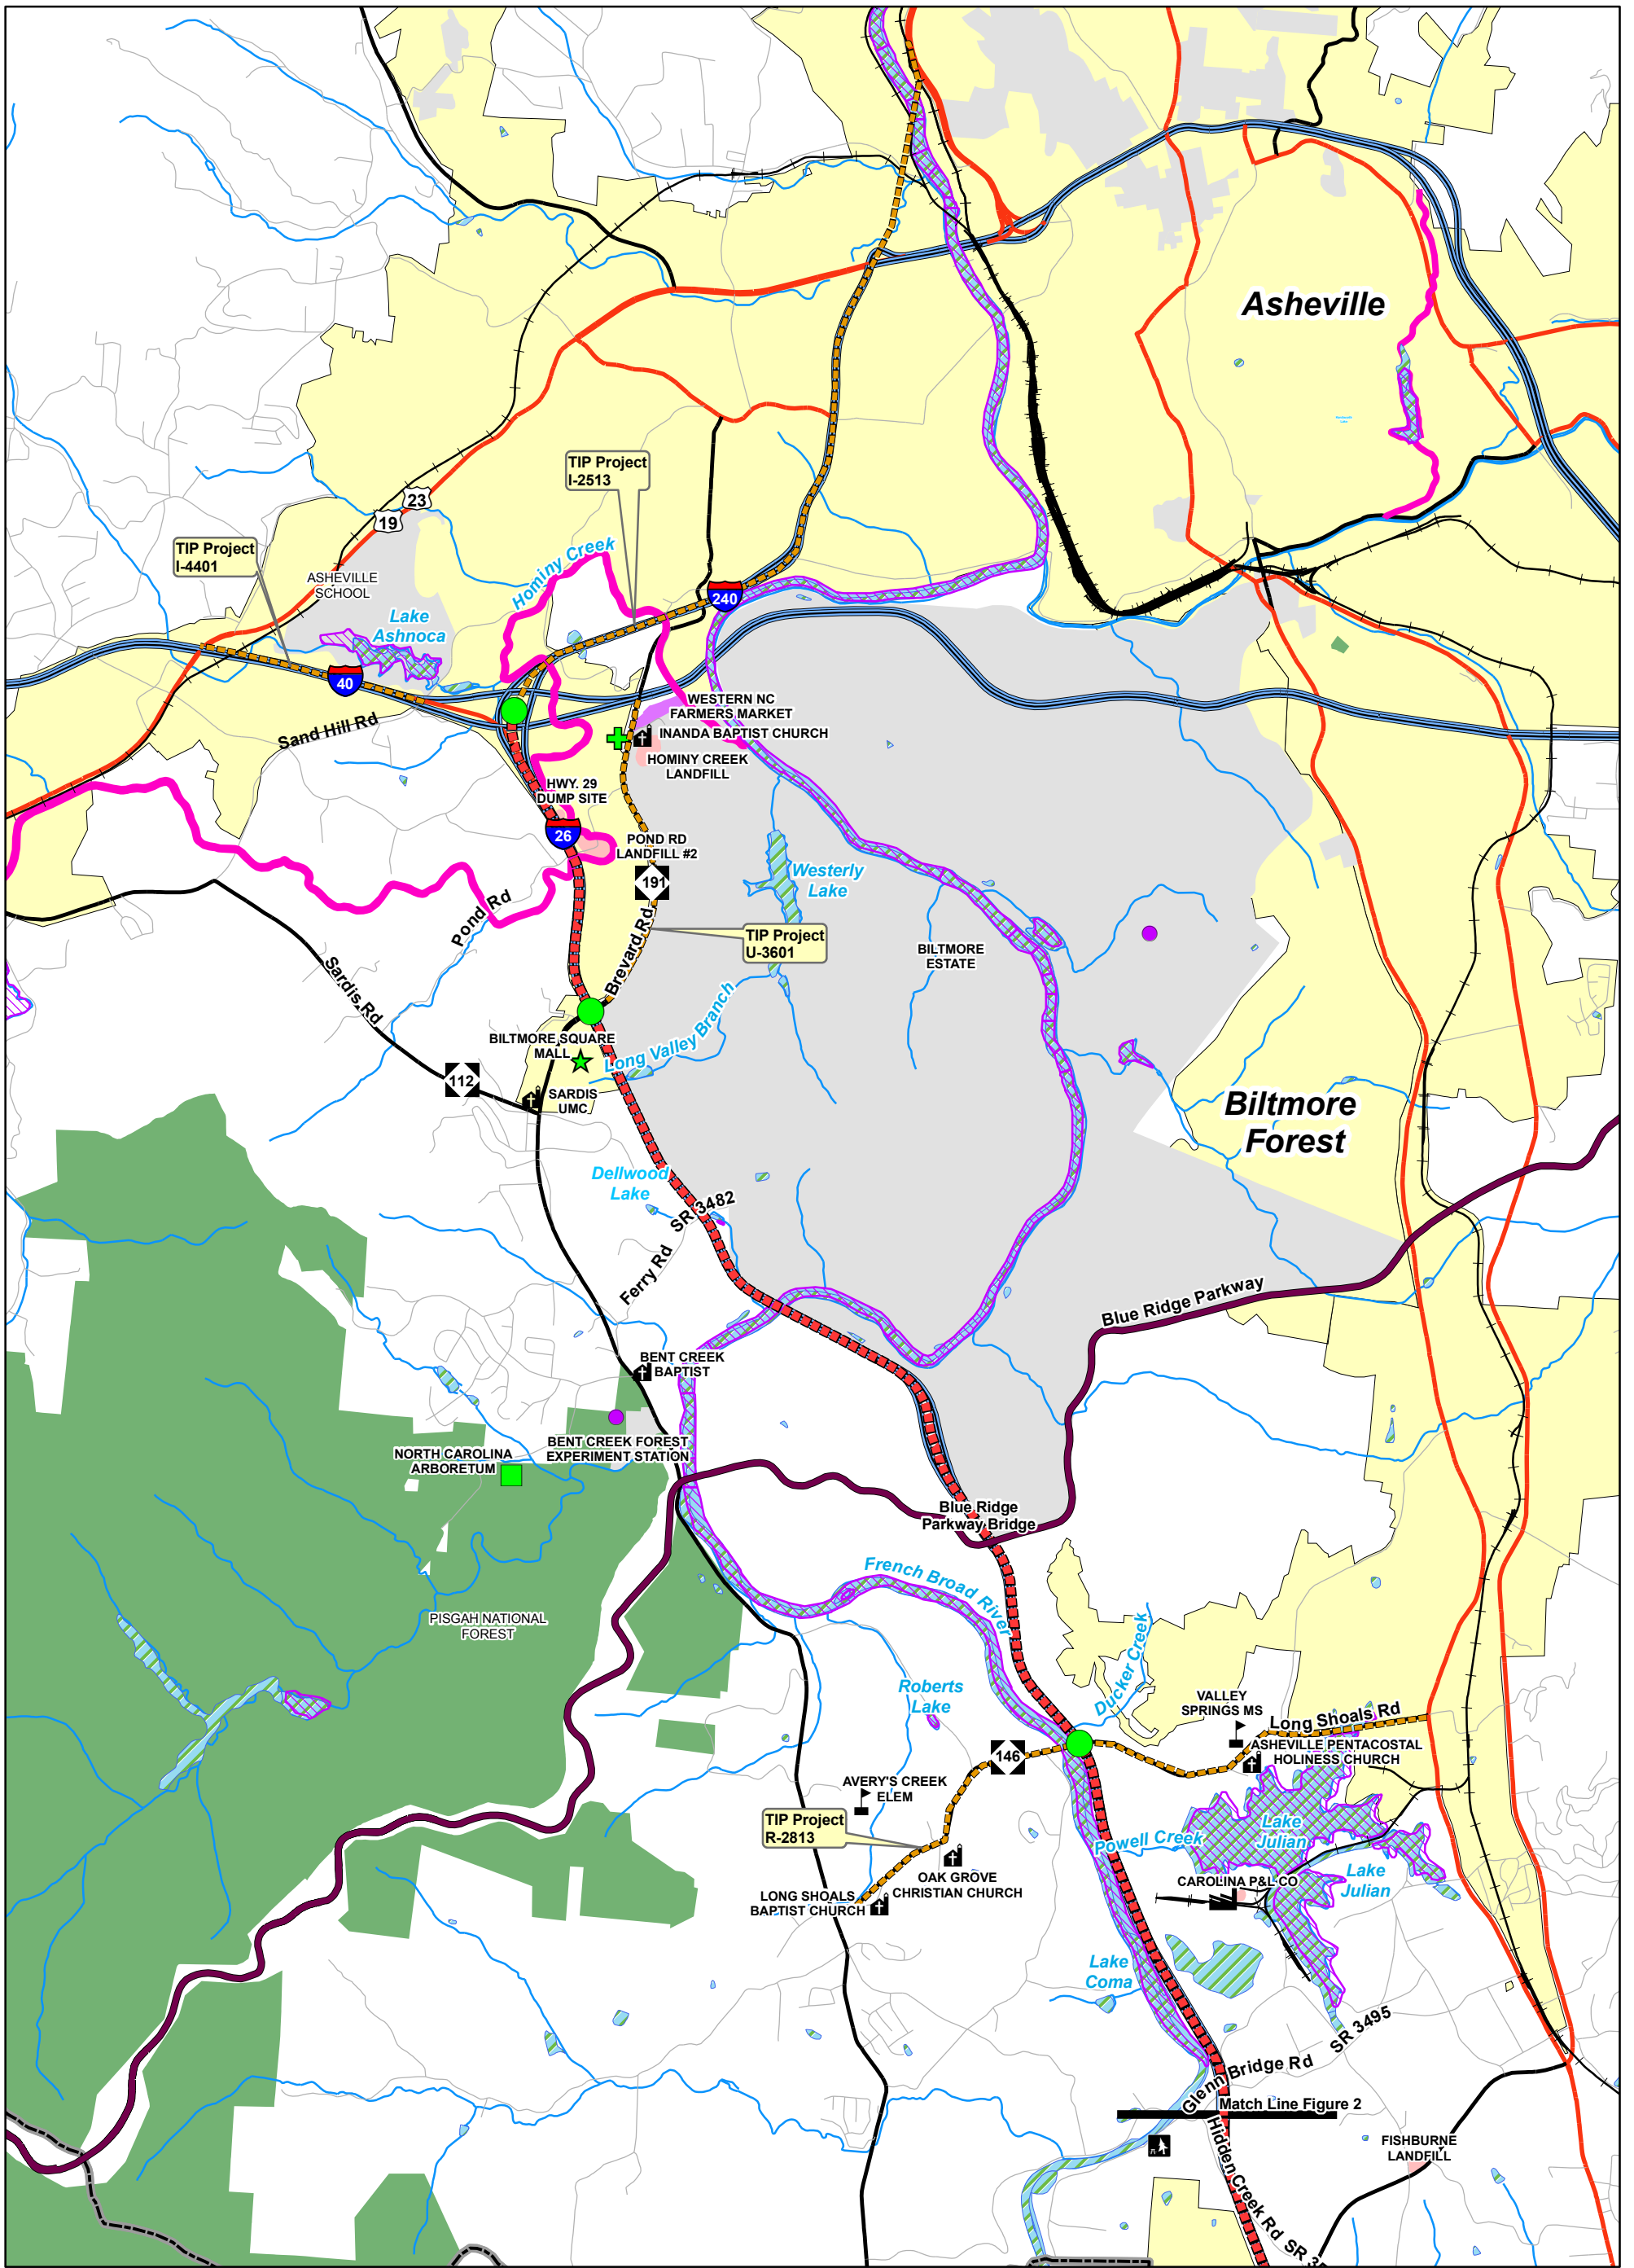 Asheville
TIP Project
I-2513
23
19
TIP Project
I-4401
ASHEVILLE
SCHOOL
Hominy Creek
240
Lake
Ashnoca
40
Sand Hill Rd
WESTERN NC
FARMERS MARKET
INANDA BAPTIST CHURCH
HOMINY CREEK
LANDFILL
HWY. 29
DUMP SITE
26
POND RD
LANDFILL #2
191
Westerly
Lake
Pond Rd
Brevard Rd
TIP Project
U-3601
BILTMORE
ESTATE
Sardis Rd
Long Valley Branch
BILTMORE SQUARE
MALL
112
SARDIS
UMC
Biltmore
Forest
Dellwood
Lake
SR 3482
Ferry Rd
Blue Ridge Parkway
BENT CREEK
BAPTIST
BENT CREEK FOREST
EXPERIMENT STATION
NORTH CAROLINA
ARBORETUM
Blue Ridge
Parkway Bridge
French Broad River
PISGAH NATIONAL
FOREST
Ducker Creek
Roberts
Lake
VALLEY
SPRINGS MS
Long Shoals Rd
ASHEVILLE PENTACOSTAL
HOLINESS CHURCH
146
AVERY'S CREEK
ELEM
TIP Project
R-2813
Lake
Julian
Powell Creek
OAK GROVE
CHRISTIAN CHURCH
CAROLINA P&L CO
Lake
Julian
LONG SHOALS
BAPTIST CHURCH
Lake
Coma
SR 3495
Glenn Bridge Rd
Match Line Figure 2
FISHBURNE
LANDFILL
Hidden Creek Rd SR